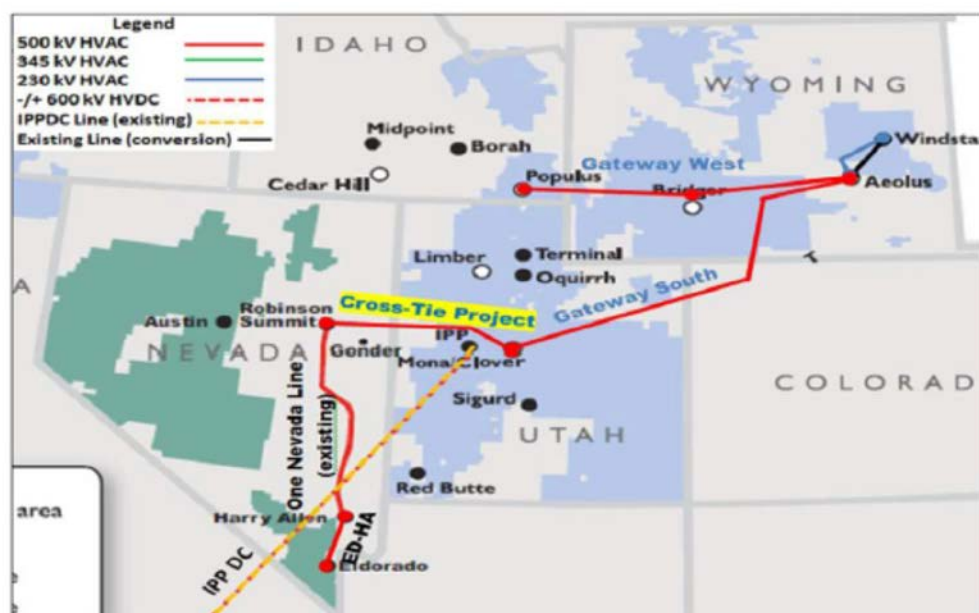 Legend
500 kV HVAC
345 kV HVAC
230 kV HVAC
-/+ 600 kV HVDC
IPPDC Line (existing)
Existing Line (conversion)
IDAHO
WYOMING
Midpoint
Borah
Windsta
Cedar Hill
Populus
Gateway West
Bridger
Aeolus
Limber
Terminal
Oquirrh
T
A
Robinson
Summit
Cross-Tie Project
Gateway South
Austin
NEVADA
Gonder
IPP
Mona/Clover
COLORAD
Sigurd
UTAH
One Nevada Line
(existing)
Red Butte
area
Harry Allen
ED-HA
IPP DC
Eldorado
e